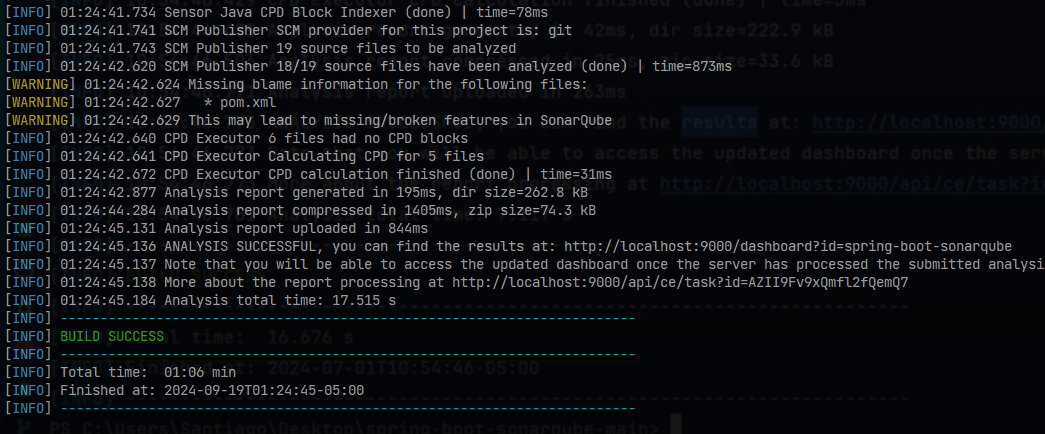 [INFO] 01:24:41.734 Sensor Java CPD Block Indexer (done) | time=78ms
[INFO] 01:24:41.741 SCM Publisher SCM provider for this project is: git
[INFO] 01:24:41.743 SCM Publisher 19 source files to be analyzed
[INFO] 01:24:42.620 SCM Publisher 18/19 source files have been analyzed (done) | time=873ms
[WARNING] 01:24:42.624 Missing blame information for the following files:
[WARNING] 01:24:42.627   * pom.xml
[WARNING] 01:24:42.629 This may lead to missing/broken features in SonarQube
[INFO] 01:24:42.640 CPD Executor 6 files had no CPD blocks
[INFO] 01:24:42.641 CPD Executor Calculating CPD for 5 files
[INFO] 01:24:42.672 CPD Executor CPD calculation finished (done) | time=31ms
[INFO] 01:24:42.877 Analysis report generated in 195ms, dir size=262.8 kB
[INFO] 01:24:44.284 Analysis report compressed in 1405ms, zip size=74.3 kB
[INFO] 01:24:45.131 Analysis report uploaded in 844ms
[INFO] 01:24:45.136 ANALYSIS SUCCESSFUL, you can find the results at: http://localhost:9000/dashboard?id=spring-boot-sonarqube
[INFO] 01:24:45.137 Note that you will be able to access the updated dashboard once the server has processed the submitted analysi
[INFO] 01:24:45.138 More about the report processing at http://localhost:9000/api/ce/task?id=AZII9Fv9xQmfl2fQemQ7
[INFO] 01:24:45.184 Analysis total time: 17.515 s
[INFO] ------------------------------------------------------------------------
[INFO] BUILD SUCCESS
[INFO] ------------------------------------------------------------------------
[INFO] Total time:  01:06 min
[INFO] Finished at: 2024-09-19T01:24:45-05:00
[INFO] ------------------------------------------------------------------------
PS C:\Users\Santiago\Desktop\spring-boot-sonarqube-main>